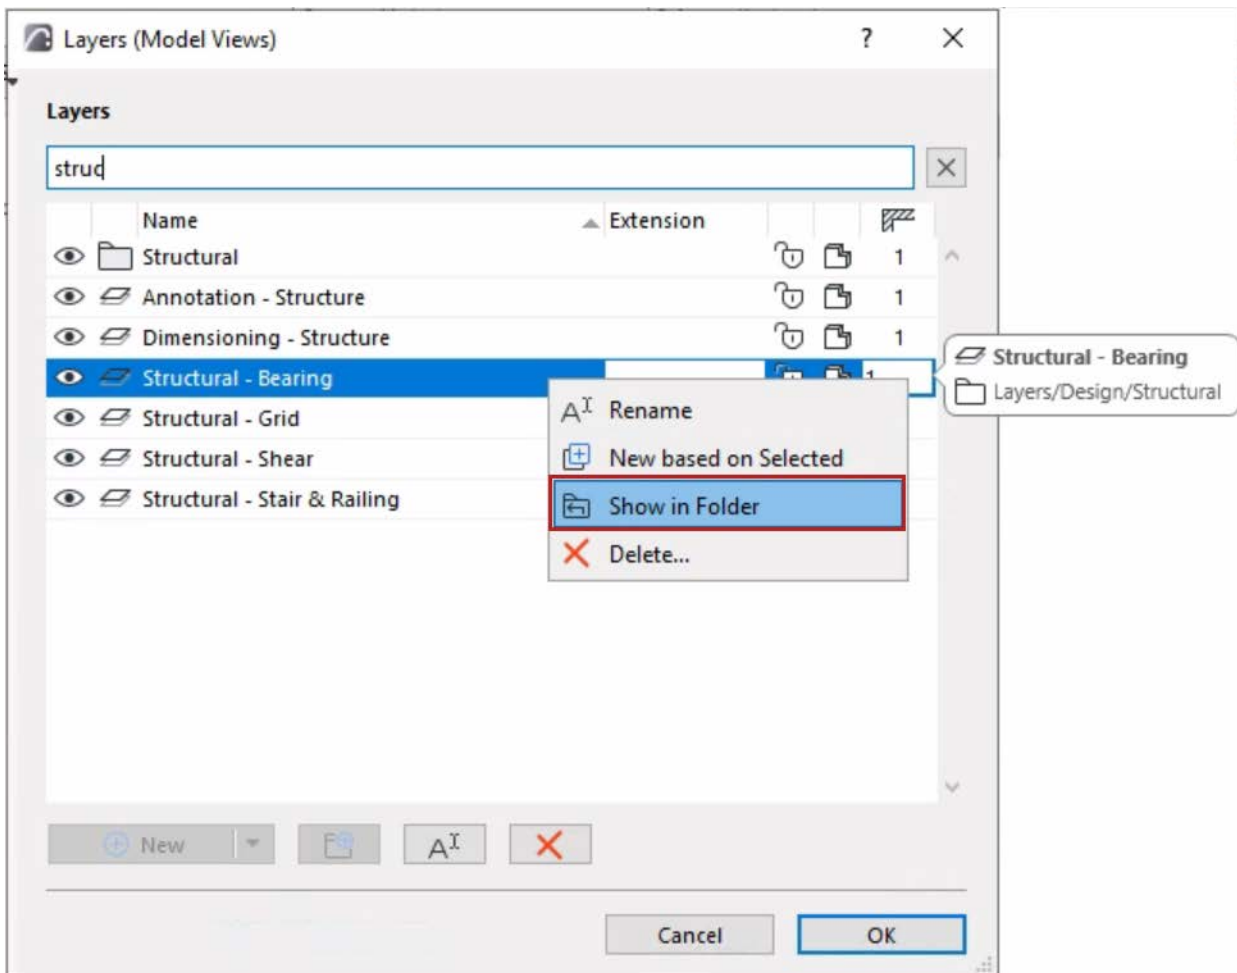 Layers (Model Views) ?
Layers
struc
Name Extension
Structural 1
Annotation - Structure 1
Dimensioning - Structure 1
Structural - Bearing 1
Structural - Bearing
Layers/Design/Structural
Structural - Grid
Structural - Shear
Structural - Stair & Railing
Rename
New based on Selected
Show in Folder
Delete...
New
Cancel OK